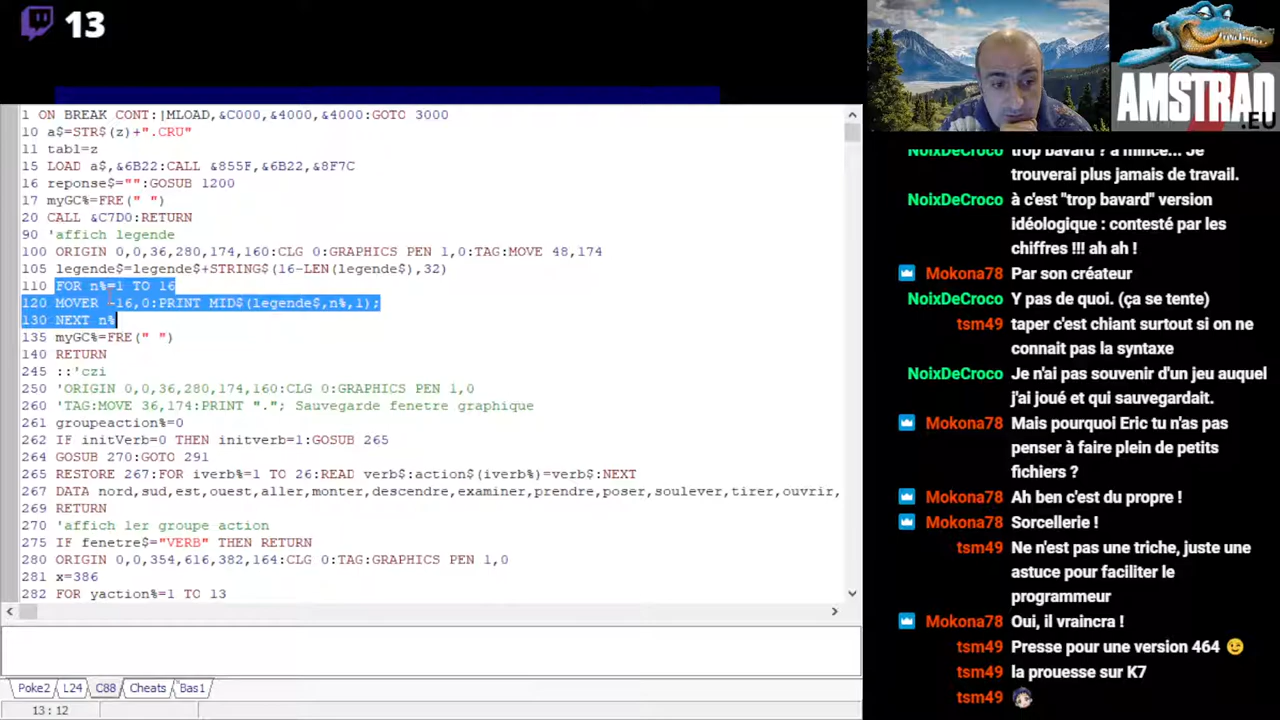 13
1 ON BREAK CONT:|MLOAD,&C000,&4000,&4000:GOTO 3000
10 a$=STR$(z)+".CRU"
11 tabl=z
15 LOAD a$,&6B22:CALL &855F,&6B22,&8F7C
16 reponse$="":GOSUB 1200
17 myGC%=FRE(" ")
20 CALL &C7D0:RETURN
90 'affich legende
100 ORIGIN 0,0,36,280,174,160:CLG 0:GRAPHICS PEN 1,0:TAG:MOVE 48,174
105 legende$=legende$+STRING$(16-LEN(legende$),32)
110 FOR n%=1 TO 16
120 MOVER -16,0:PRINT MID$(legende$,n%,1);
130 NEXT n%
135 myGC%=FRE(" ")
140 RETURN
245 ::'czi
250 'ORIGIN 0,0,36,280,174,160:CLG 0:GRAPHICS PEN 1,0
260 'TAG:MOVE 36,174:PRINT "."; Sauvegarde fenetre graphique
261 groupeaction%=0
262 IF initVerb=0 THEN initverb=1:GOSUB 265
264 GOSUB 270:GOTO 291
265 RESTORE 267:FOR iverb%=1 TO 26:READ verb$:action$(iverb%)=verb$:NEXT
267 DATA nord,sud,est,ouest,aller,monter,descendre,examiner,prendre,poser,soulever,tirer,ouvrir,
269 RETURN
270 'affich ler groupe action
275 IF fenetre$="VERB" THEN RETURN
280 ORIGIN 0,0,354,616,382,164:CLG 0:TAG:GRAPHICS PEN 1,0
281 x=386
282 FOR yaction%=1 TO 13
Poke2 L24 C88 Cheats Bas1
13:12
AMSTRAD
.EU
NoixDeCroco trop bavard ? a mince... Je
trouverai plus jamais de travail.
NoixDeCroco à c'est "trop bavard" version
idéologique : contesté par les
chiffres !!! ah ah !
Mokona78 Par son créateur
NoixDeCroco Y pas de quoi. (ça se tente)
tsm49 taper c'est chiant surtout si on ne
connait pas la syntaxe
NoixDeCroco Je n'ai pas souvenir d'un jeu auquel
j'ai joué et qui sauvegardait.
Mokona78 Mais pourquoi Eric tu n'as pas
penser à faire plein de petits
fichiers ?
Mokona78 Ah ben c'est du propre !
Mokona78 Sorcellerie !
tsm49 Ne n'est pas une triche, juste une
astuce pour faciliter le
programmeur
Mokona78 Oui, il vraincra !
tsm49 Presse pour une version 464 😉
tsm49 la prouesse sur K7
tsm49